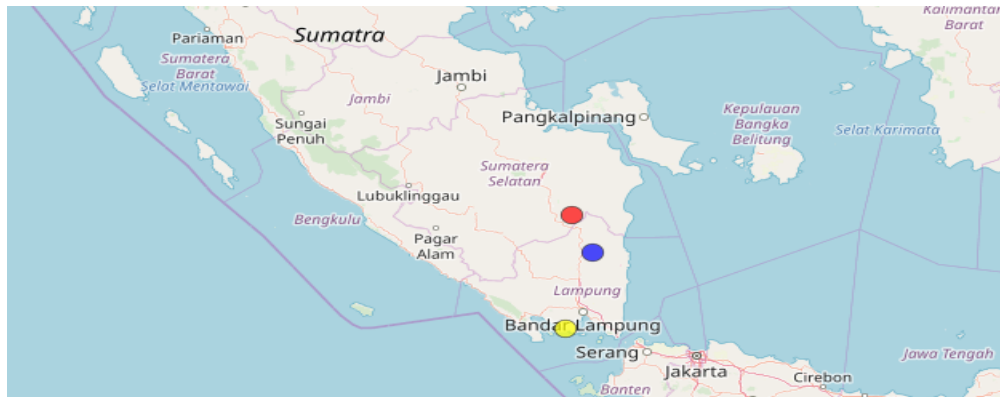 Pariaman
Sumatra
Kalimantan
Barat
Sumatera
Barat
Selat Mentawai
Jambi
Jambi
Sungai
Penuh
Pangkalpinang
Kepulauan
Bangka
Belitung
Selat Karimata
Sumatera
Selatan
Lubuklinggau
Bengkulu
Pagar
Alam
Lampung
Bandar Lampung
Serang
Jakarta
Jawa Tengah
Cirebon
Banten